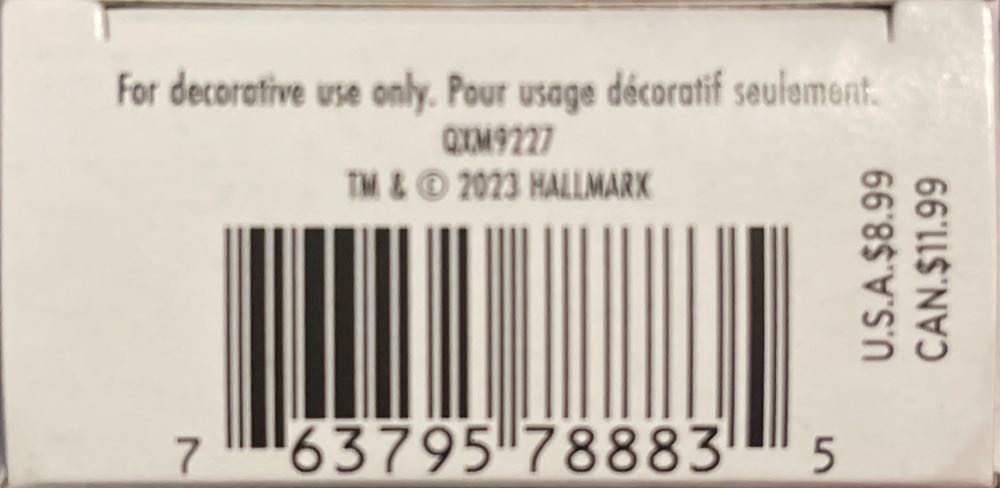 For decorative use only. Pour usage décoratif seulement.
QXM9227
TM & © 2023 HALLMARK
U.S.A.$8.99
CAN.$11.99
7 63795 78883 5